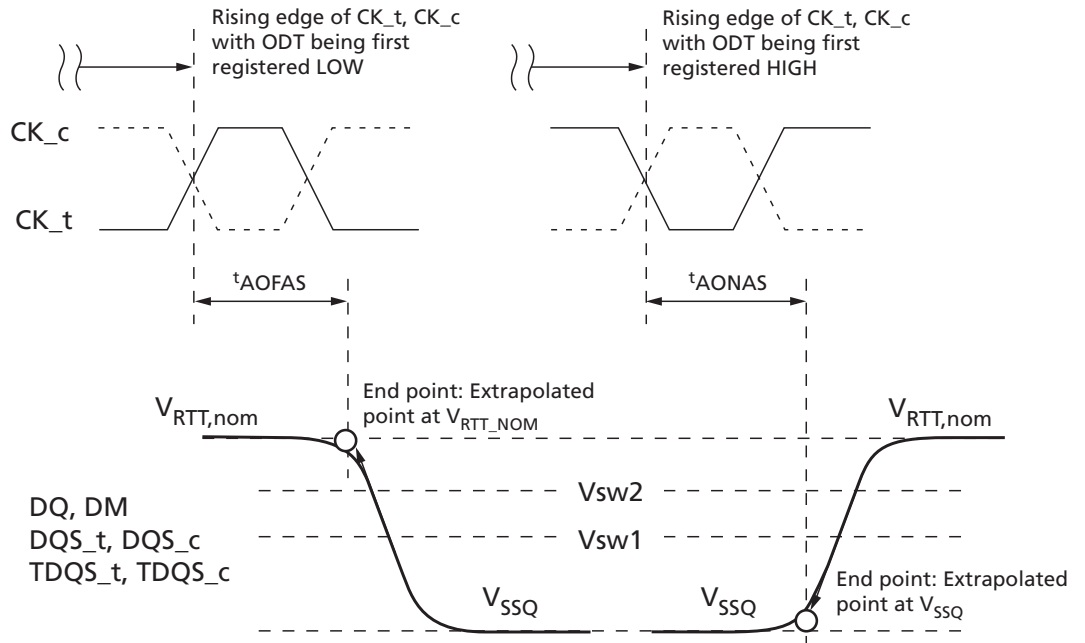 Rising edge of CK_t, CK_c
with ODT being first
registered LOW
Rising edge of CK_t, CK_c
with ODT being first
registered HIGH
CK_c
CK_t
tAOFAS
tAONAS
End point: Extrapolated
point at VRTT_NOM
VRTT,nom
VRTT,nom
Vsw2
DQ, DM
DQS_t, DQS_c
TDQS_t, TDQS_c
Vsw1
VSSQ
VSSQ
End point: Extrapolated
point at VSSQ